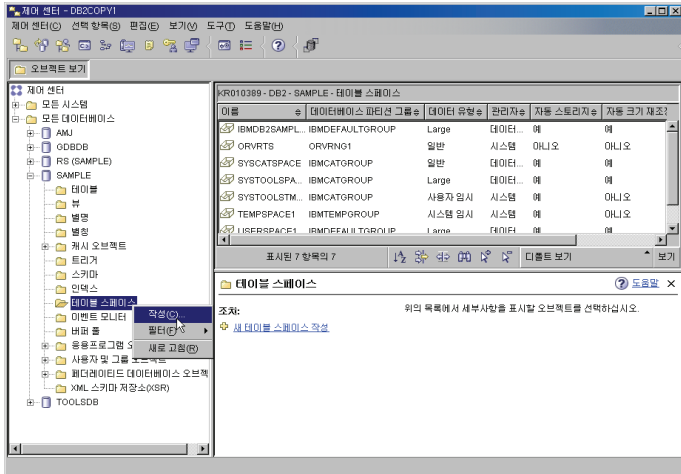 제어 센터 - DB2COPY1
제어 센터(C) 선택 항목(S) 편집(E) 보기(V) 도구(T) 도움말(H)
오브젝트 보기
제어 센터
모든 시스템
모든 데이터베이스
AMJ
GDBDB
RS (SAMPLE)
SAMPLE
테이블
뷰
별명
별칭
캐시 오브젝트
트리거
스키마
인덱스
테이블 스페이스
이벤트 모니터
버퍼 풀
응용프로그램
사용자 및 그룹
페더레이티드 데이터베이스 오브젝
XML 스키마 저장소(XSR)
TOOLSDB
작성(C)...
필터(F)
새로 고침(R)
KR010389 - DB2 - SAMPLE - 테이블 스페이스
이름 데이터베이스 파티션 그룹 데이터 유형 관리자 자동 스토리지 자동 크기 재조정
IBMDB2SAMPL... IBMDEFAULTGROUP Large 데이터... 예 예
ORVRTS ORVRNG1 일반 시스템 아니오 아니오
SYSCATSPACE IBMCATGROUP 일반 데이터... 예 예
SYSTOOLSPA... IBMCATGROUP Large 데이터... 예 예
SYSTOOLSTM... IBMCATGROUP 사용자 임시 시스템 예 아니오
TEMPSPACE1 IBMTEMPGROUP 시스템 임시 시스템 예 아니오
USERSPACE1 IBMDEFAULTGROUP Large 데이터... 예 예
표시된 7 항목의 7 디폴트 보기 보기
테이블 스페이스 도움말
조치:
새 테이블 스페이스 작성
위의 목록에서 세부사항을 표시할 오브젝트를 선택하십시오.